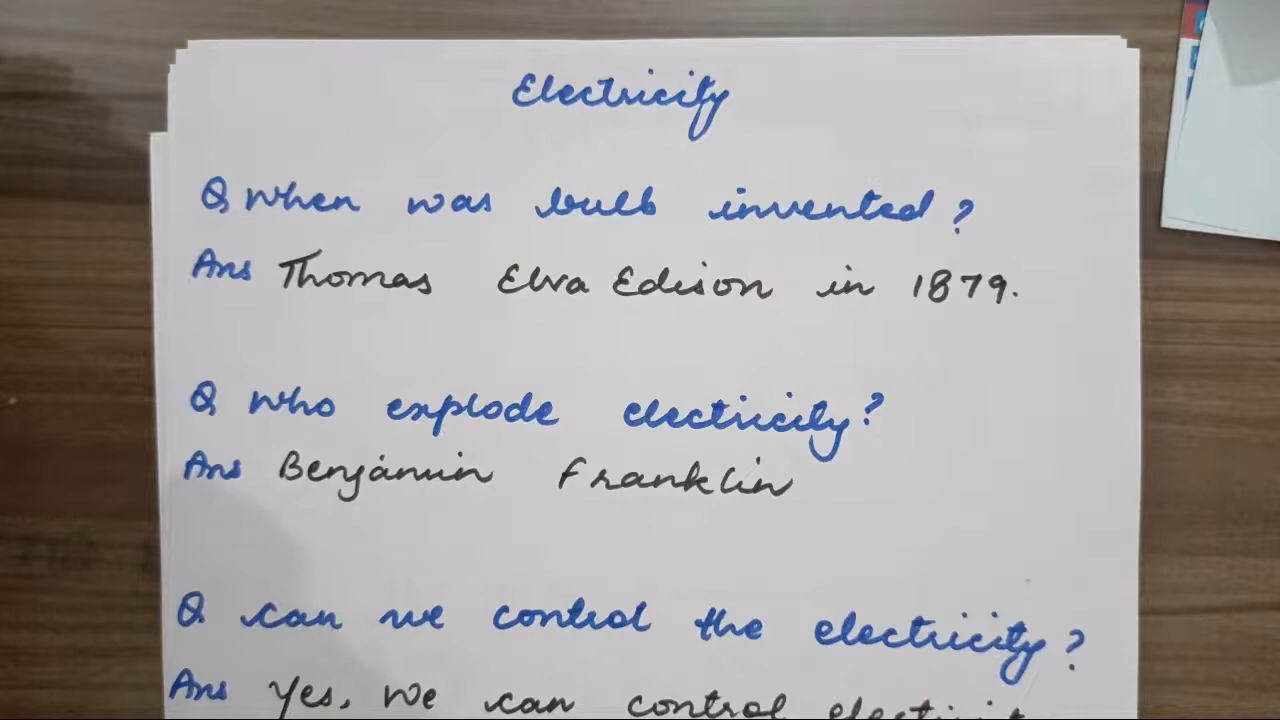 Electricity
Q When was bulb invented?
Ans Thomas Elva Edison in 1879.
Q Who explode electricity?
Ans Benjamin Franklin
Q can we control the electricity?
Ans Yes, we can control